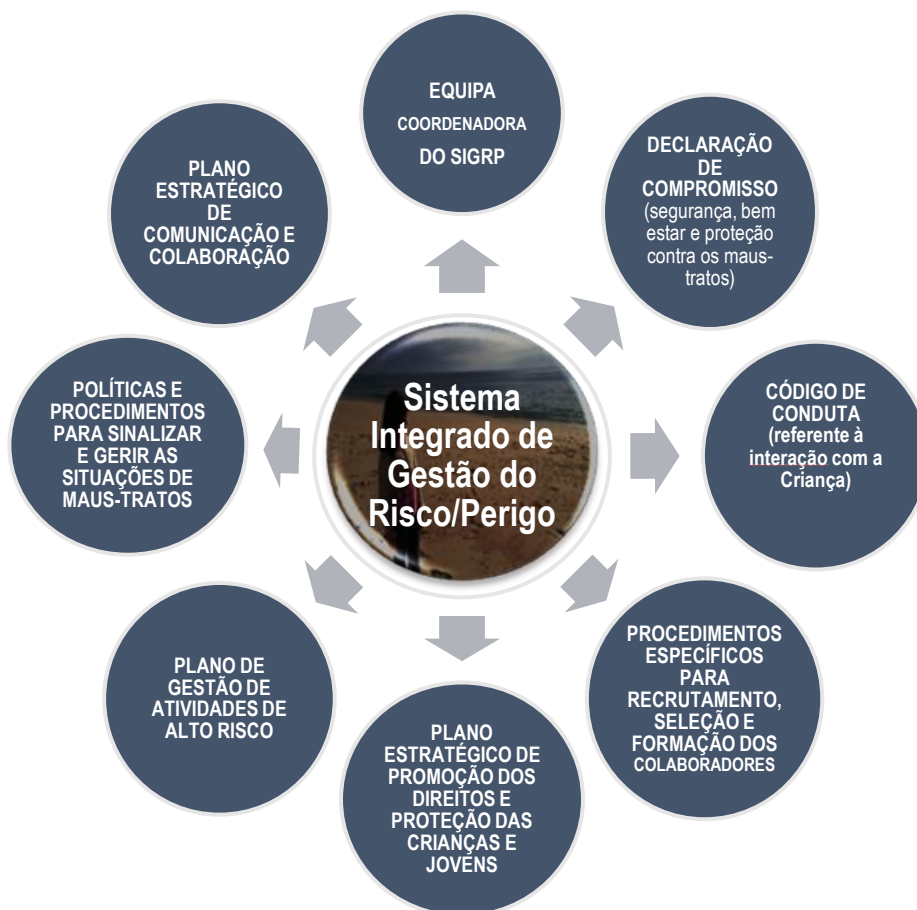 EQUIPA
COORDENADORA
DO SIGRP
DECLARAÇÃO
DE
COMPROMISSO
(segurança, bem
estar e proteção
contra os maus-
tratos)
CÓDIGO DE
CONDUTA
(referente à
interação com a
Criança)
PROCEDIMENTOS
ESPECÍFICOS
PARA
RECRUTAMENTO,
SELEÇÃO E
FORMAÇÃO DOS
COLABORADORES
PLANO
ESTRATÉGICO DE
PROMOÇÃO DOS
DIREITOS E
PROTEÇÃO DAS
CRIANÇAS E
JOVENS
PLANO DE
GESTÃO DE
ATIVIDADES DE
ALTO RISCO
POLÍTICAS E
PROCEDIMENTOS
PARA SINALIZAR
E GERIR AS
SITUAÇÕES DE
MAUS-TRATOS
PLANO
ESTRATÉGICO
DE
COMUNICAÇÃO E
COLABORAÇÃO
Sistema
Integrado de
Gestão do
Risco/Perigo